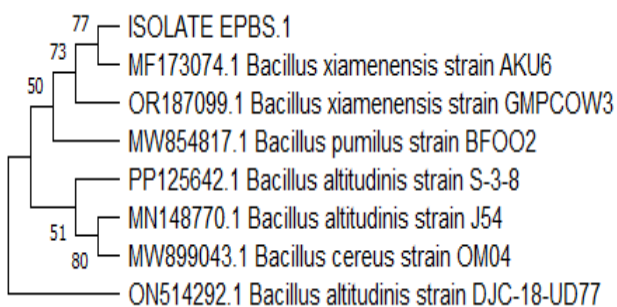 77
ISOLATE EPBS.1
73
MF173074.1 Bacillus xiamenensis strain AKU6
50
OR187099.1 Bacillus xiamenensis strain GMPCOW3
MW854817.1 Bacillus pumilus strain BFOO2
PP125642.1 Bacillus altitudinis strain S-3-8
MN148770.1 Bacillus altitudinis strain J54
51
MW899043.1 Bacillus cereus strain OM04
80
ON514292.1 Bacillus altitudinis strain DJC-18-UD77